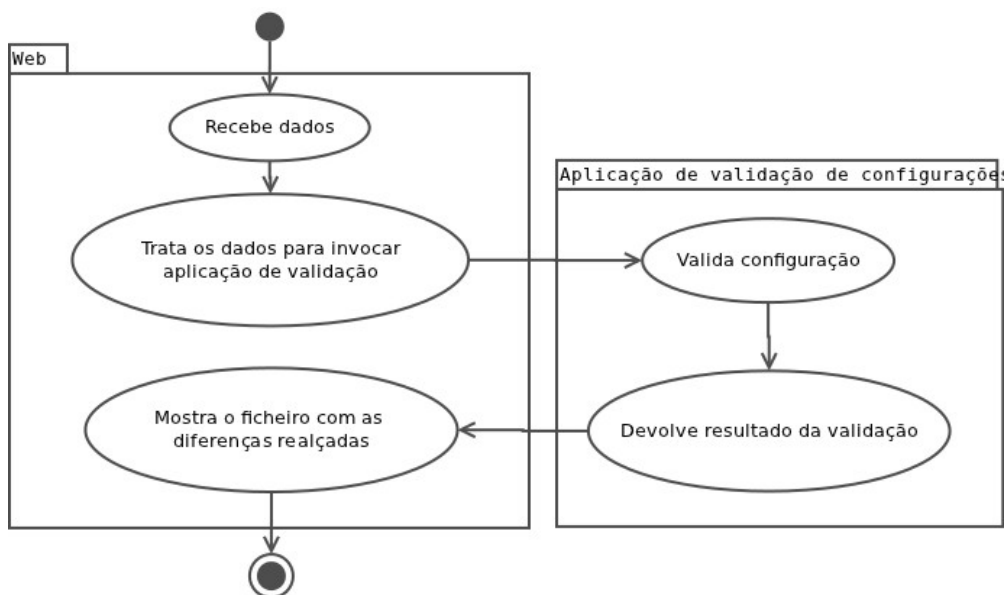 Web
Recebe dados
Aplicação de validação de configurações
Trata os dados para invocar
aplicação de validação
Valida configuração
Mostra o ficheiro com as
diferenças realçadas
Devolve resultado da validação